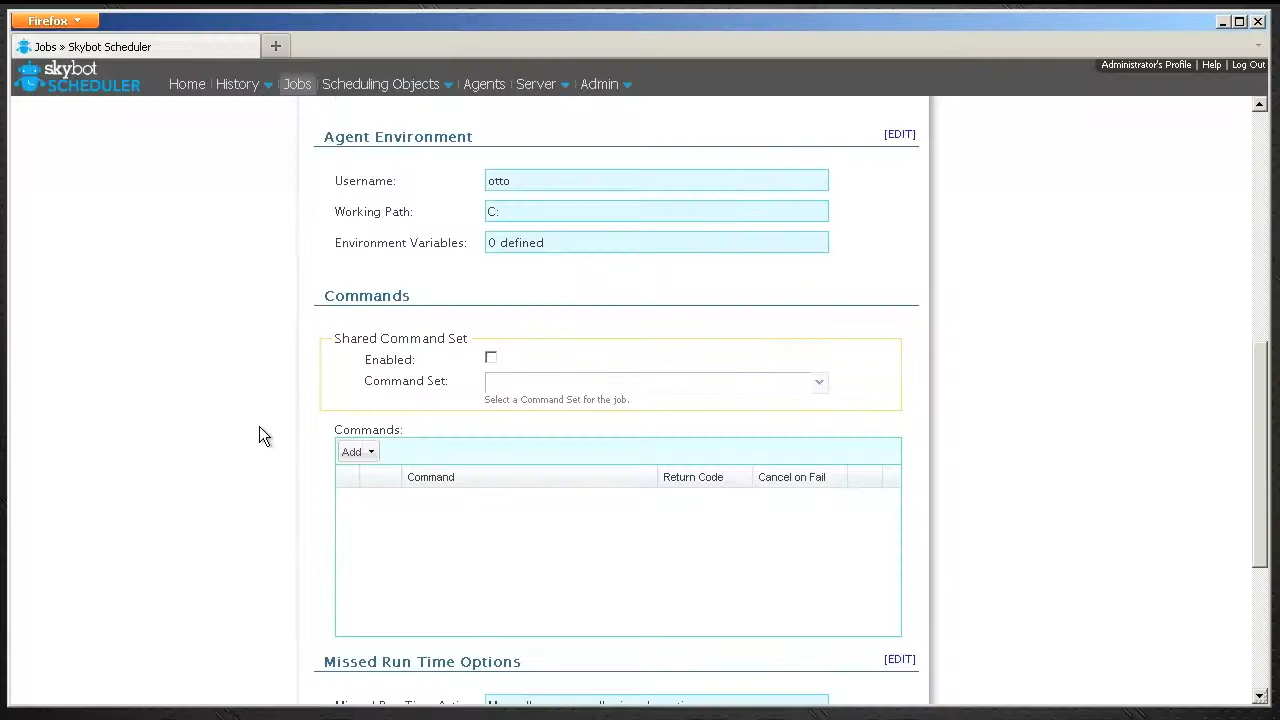 Firefox
Jobs » Skybot Scheduler
skybot
SCHEDULER
Home History Jobs Scheduling Objects Agents Server Admin
Administrator's Profile | Help | Log Out
Agent Environment [EDIT]
Username: otto
Working Path: C:
Environment Variables: 0 defined
Commands
Shared Command Set
Enabled:
Command Set:
Select a Command Set for the job.
Commands:
Add
Command Return Code Cancel on Fail
Missed Run Time Options [EDIT]